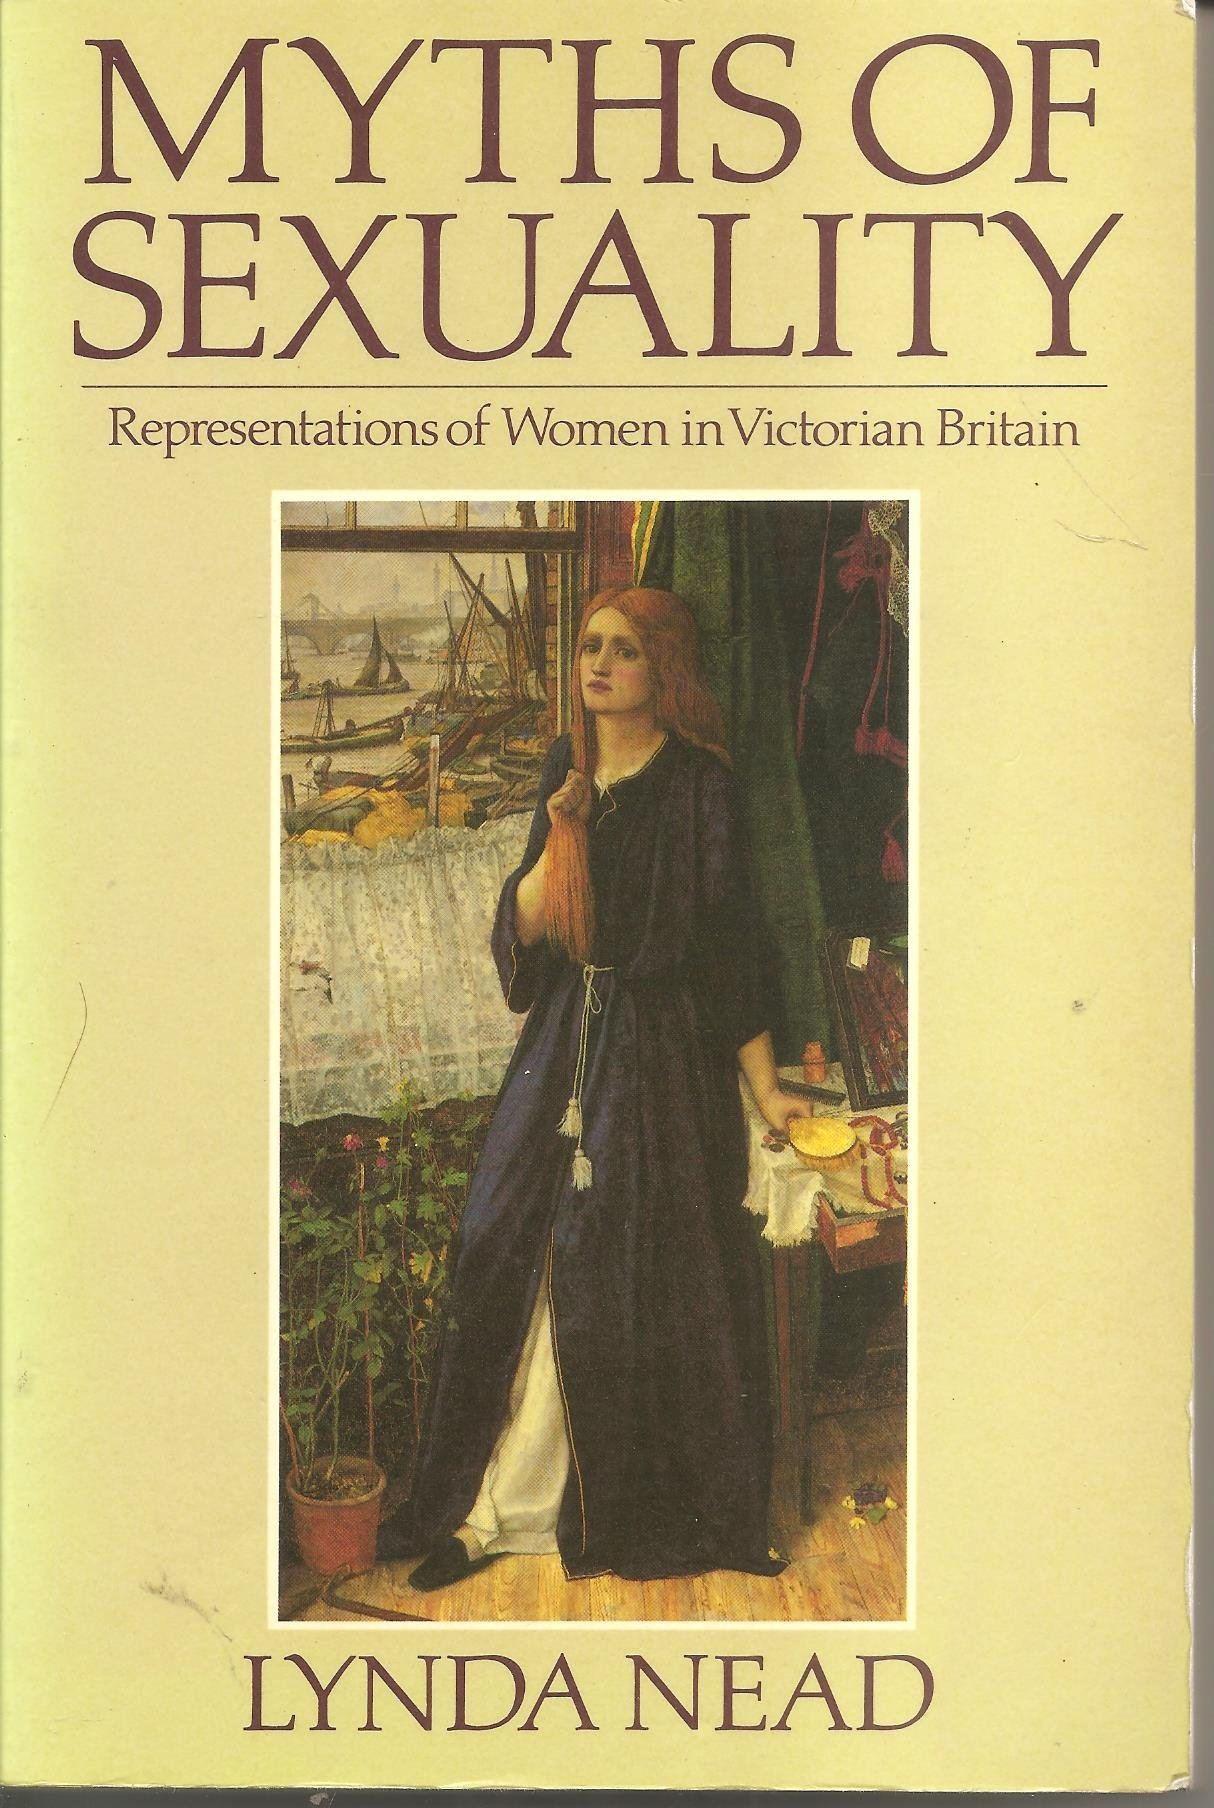 MYTHS OF
SEXUALITY
Representations of Women in Victorian Britain
LYNDA NEAD